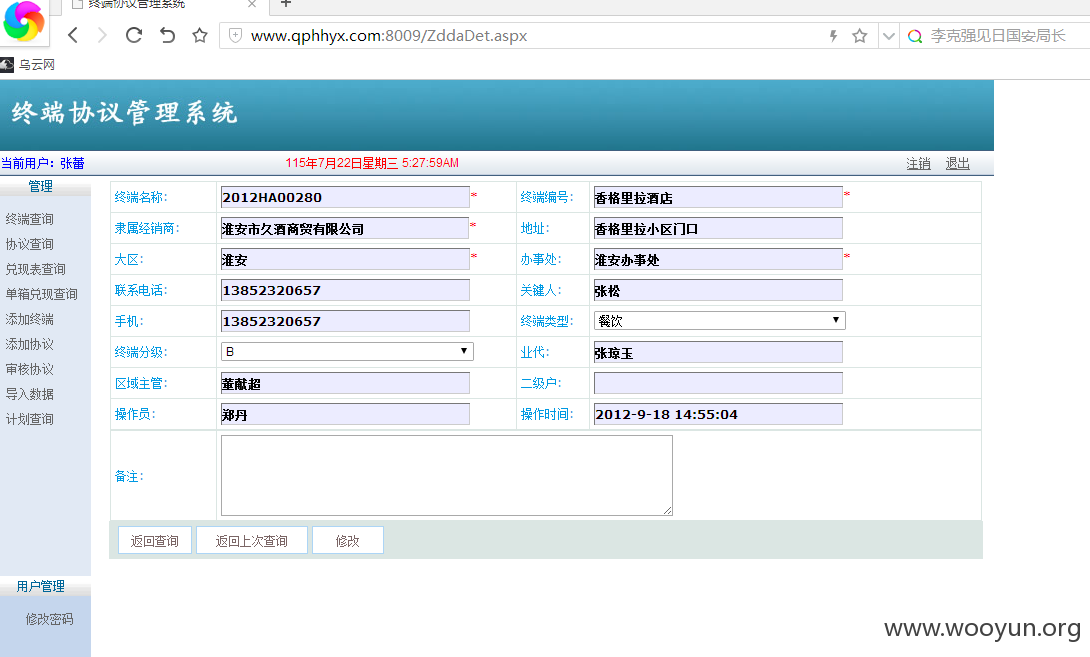 终端协议管理系统 × +
www.qphhyx.com:8009/ZddaDet.aspx 李克强见日国安局长
乌云网
终端协议管理系统
当前用户：张蕾 115年7月22日星期三 5:27:59AM 注销 退出
管理
终端查询
协议查询
兑现表查询
单箱兑现查询
添加终端
添加协议
审核协议
导入数据
计划查询
终端名称： 2012HA00280 * 终端编号： 香格里拉酒店 *
隶属经销商： 淮安市久酒商贸有限公司 * 地址： 香格里拉小区门口
大区： 淮安 * 办事处： 淮安办事处 *
联系电话： 13852320657 关键人： 张松
手机： 13852320657 终端类型： 餐饮
终端分级： B 业代： 张琼玉
区域主管： 董献超 二级户：
操作员： 郑丹 操作时间： 2012-9-18 14:55:04
备注：
返回查询 返回上次查询 修改
用户管理
修改密码
www.wooyun.org